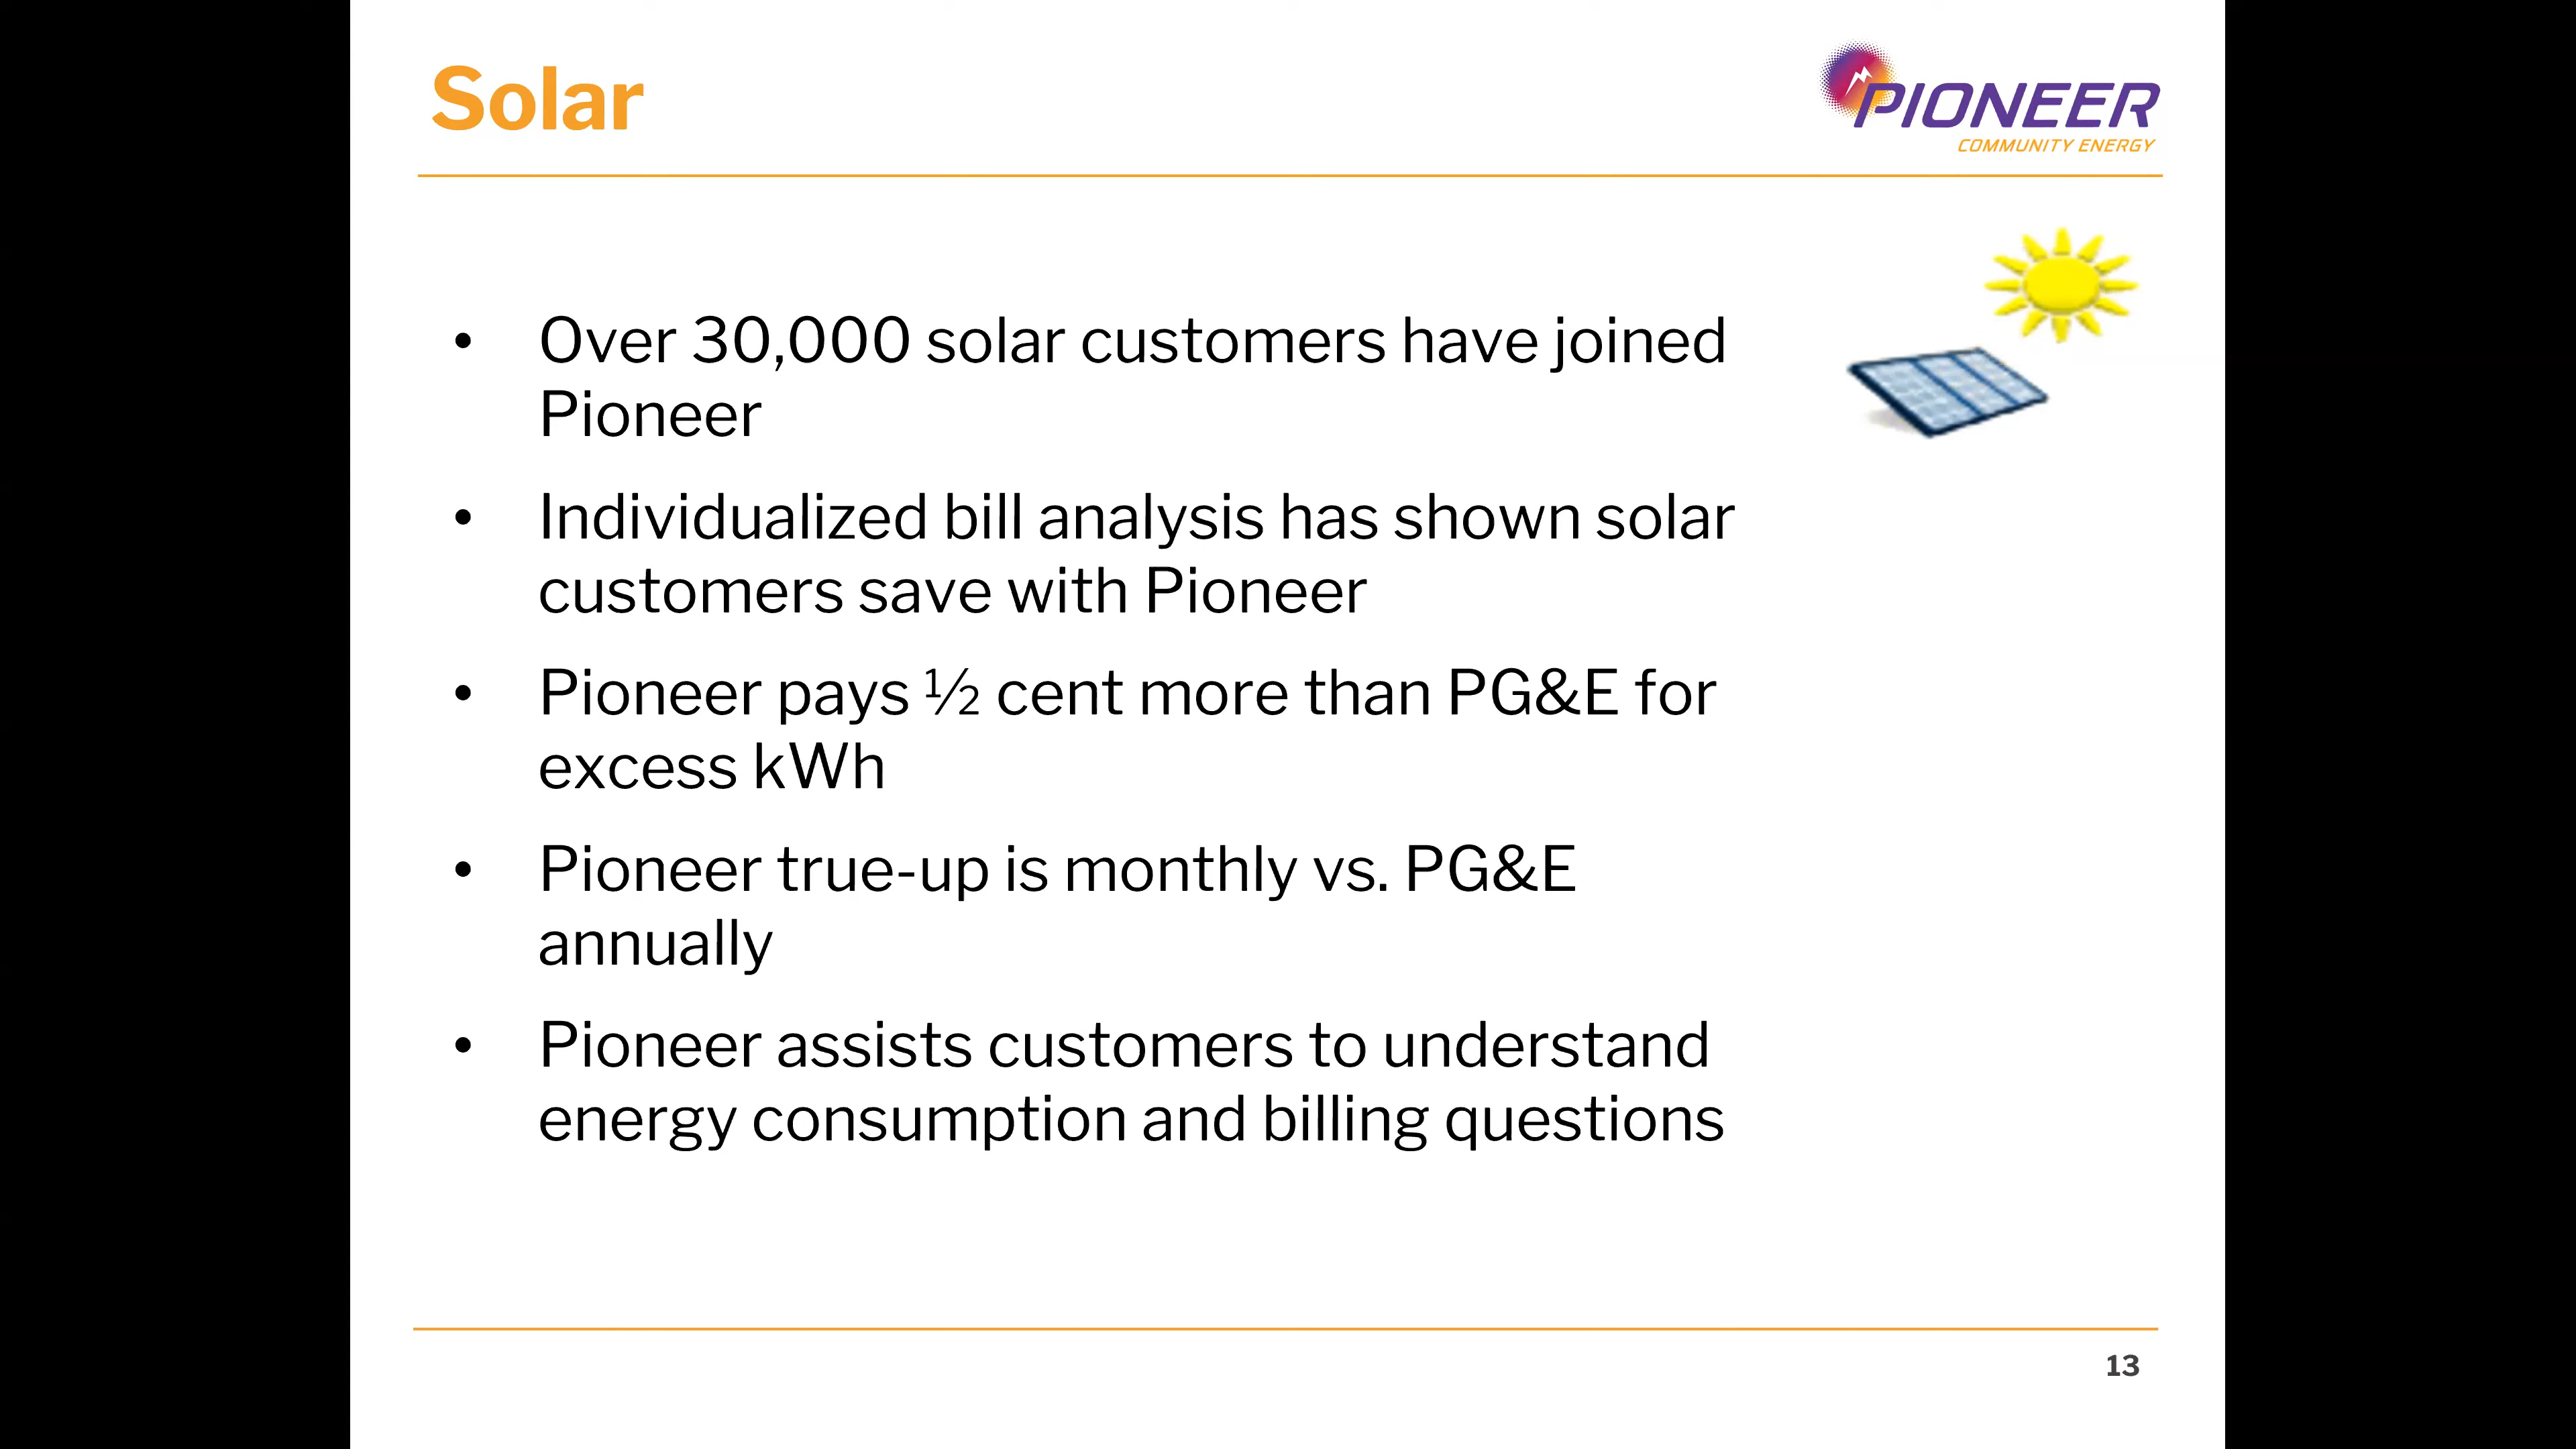 Solar
PIONEER
COMMUNITY ENERGY
• Over 30,000 solar customers have joined
Pioneer
• Individualized bill analysis has shown solar
customers save with Pioneer
• Pioneer pays ½ cent more than PG&E for
excess kWh
• Pioneer true-up is monthly vs. PG&E
annually
• Pioneer assists customers to understand
energy consumption and billing questions
13